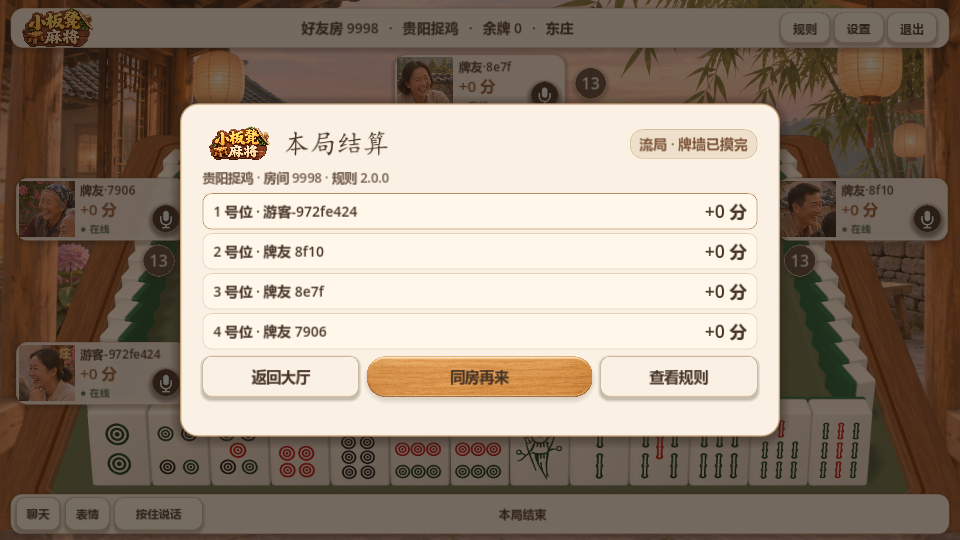 小板凳
麻将
好友房 9998 · 贵阳捉鸡 · 余牌 0 · 东庄
规则
设置
退出
牌友·8e7f
+0 分
13
小板凳
麻将
本局结算
流局 · 牌墙已摸完
贵阳捉鸡 · 房间 9998 · 规则 2.0.0
1 号位 · 游客-972fe424
+0 分
2 号位 · 牌友 8f10
+0 分
3 号位 · 牌友 8e7f
+0 分
4 号位 · 牌友 7906
+0 分
返回大厅
同房再来
查看规则
牌友·7906
+0 分
在线
13
牌友·8f10
+0 分
在线
13
庄
游客-972fe424
+0 分
在线
聊天
表情
按住说话
本局结束